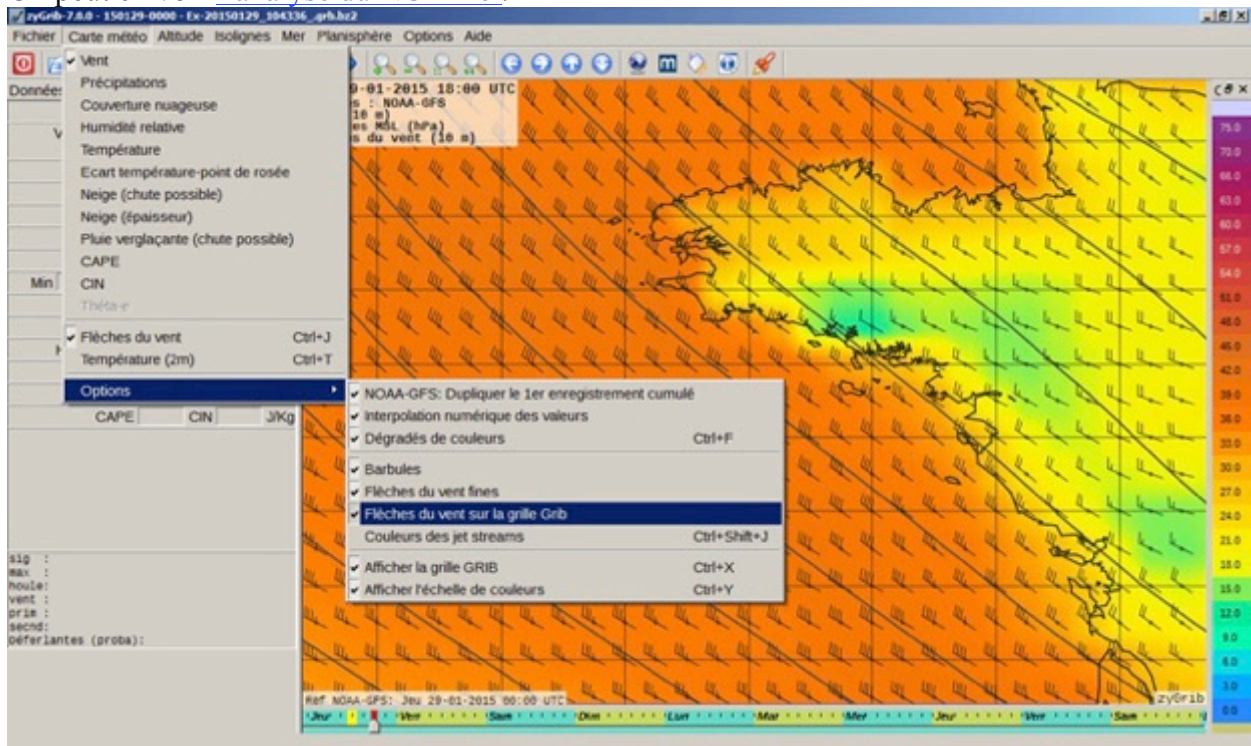 zyGrib-7.0.0 - 150129-0000 - Ex-20150129_104336_.grb.bz2
Fichier Carte météo Altitude Isolignes Mer Planisphère Options Aide
Vent
Précipitations
Couverture nuageuse
Humidité relative
Température
Ecart température-point de rosée
Neige (chute possible)
Neige (épaisseur)
Pluie verglaçante (chute possible)
CAPE
CIN
Thêta-e
Flèches du vent Ctrl+J
Température (2m) Ctrl+T
Options
NOAA-GFS: Dupliquer le 1er enregistrement cumulé
Interpolation numérique des valeurs
Dégradés de couleurs Ctrl+F
Barbules
Flèches du vent fines
Flèches du vent sur la grille Grib
Couleurs des jet streams Ctrl+Shift+J
Afficher la grille GRIB Ctrl+X
Afficher l'échelle de couleurs Ctrl+Y
Min
CAPE CIN J/Kg
sig :
max :
houle:
vent :
prim :
secnd:
Déferlantes (proba):
9-01-2015 18:00 UTC
s : NOAA-GFS
10 m)
es MSL (hPa)
s du vent (10 m)
75.0
70.0
66.0
63.0
60.0
57.0
54.0
51.0
48.0
45.0
42.0
39.0
36.0
33.0
30.0
27.0
24.0
21.0
18.0
15.0
12.0
9.0
6.0
3.0
0.0
Réf NOAA-GFS: Jeu 29-01-2015 00:00 UTC
zyGrib
Jeu Ven Sam Dim Lun Mar Mer Jeu Ven Sam